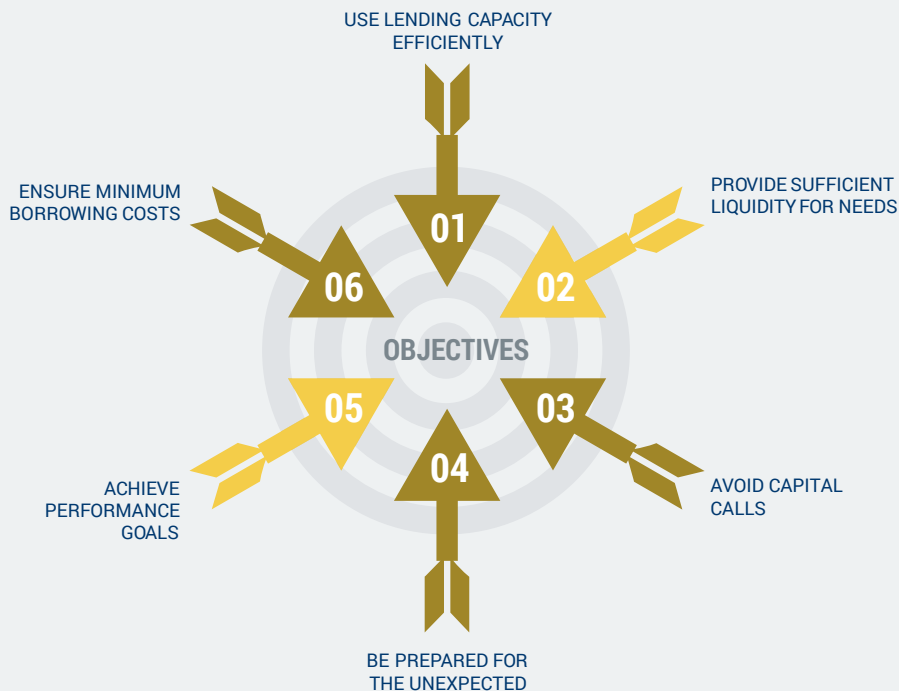 USE LENDING CAPACITY
EFFICIENTLY
01
PROVIDE SUFFICIENT
LIQUIDITY FOR NEEDS
02
03
AVOID CAPITAL
CALLS
04
BE PREPARED FOR
THE UNEXPECTED
05
ACHIEVE
PERFORMANCE
GOALS
06
ENSURE MINIMUM
BORROWING COSTS
OBJECTIVES